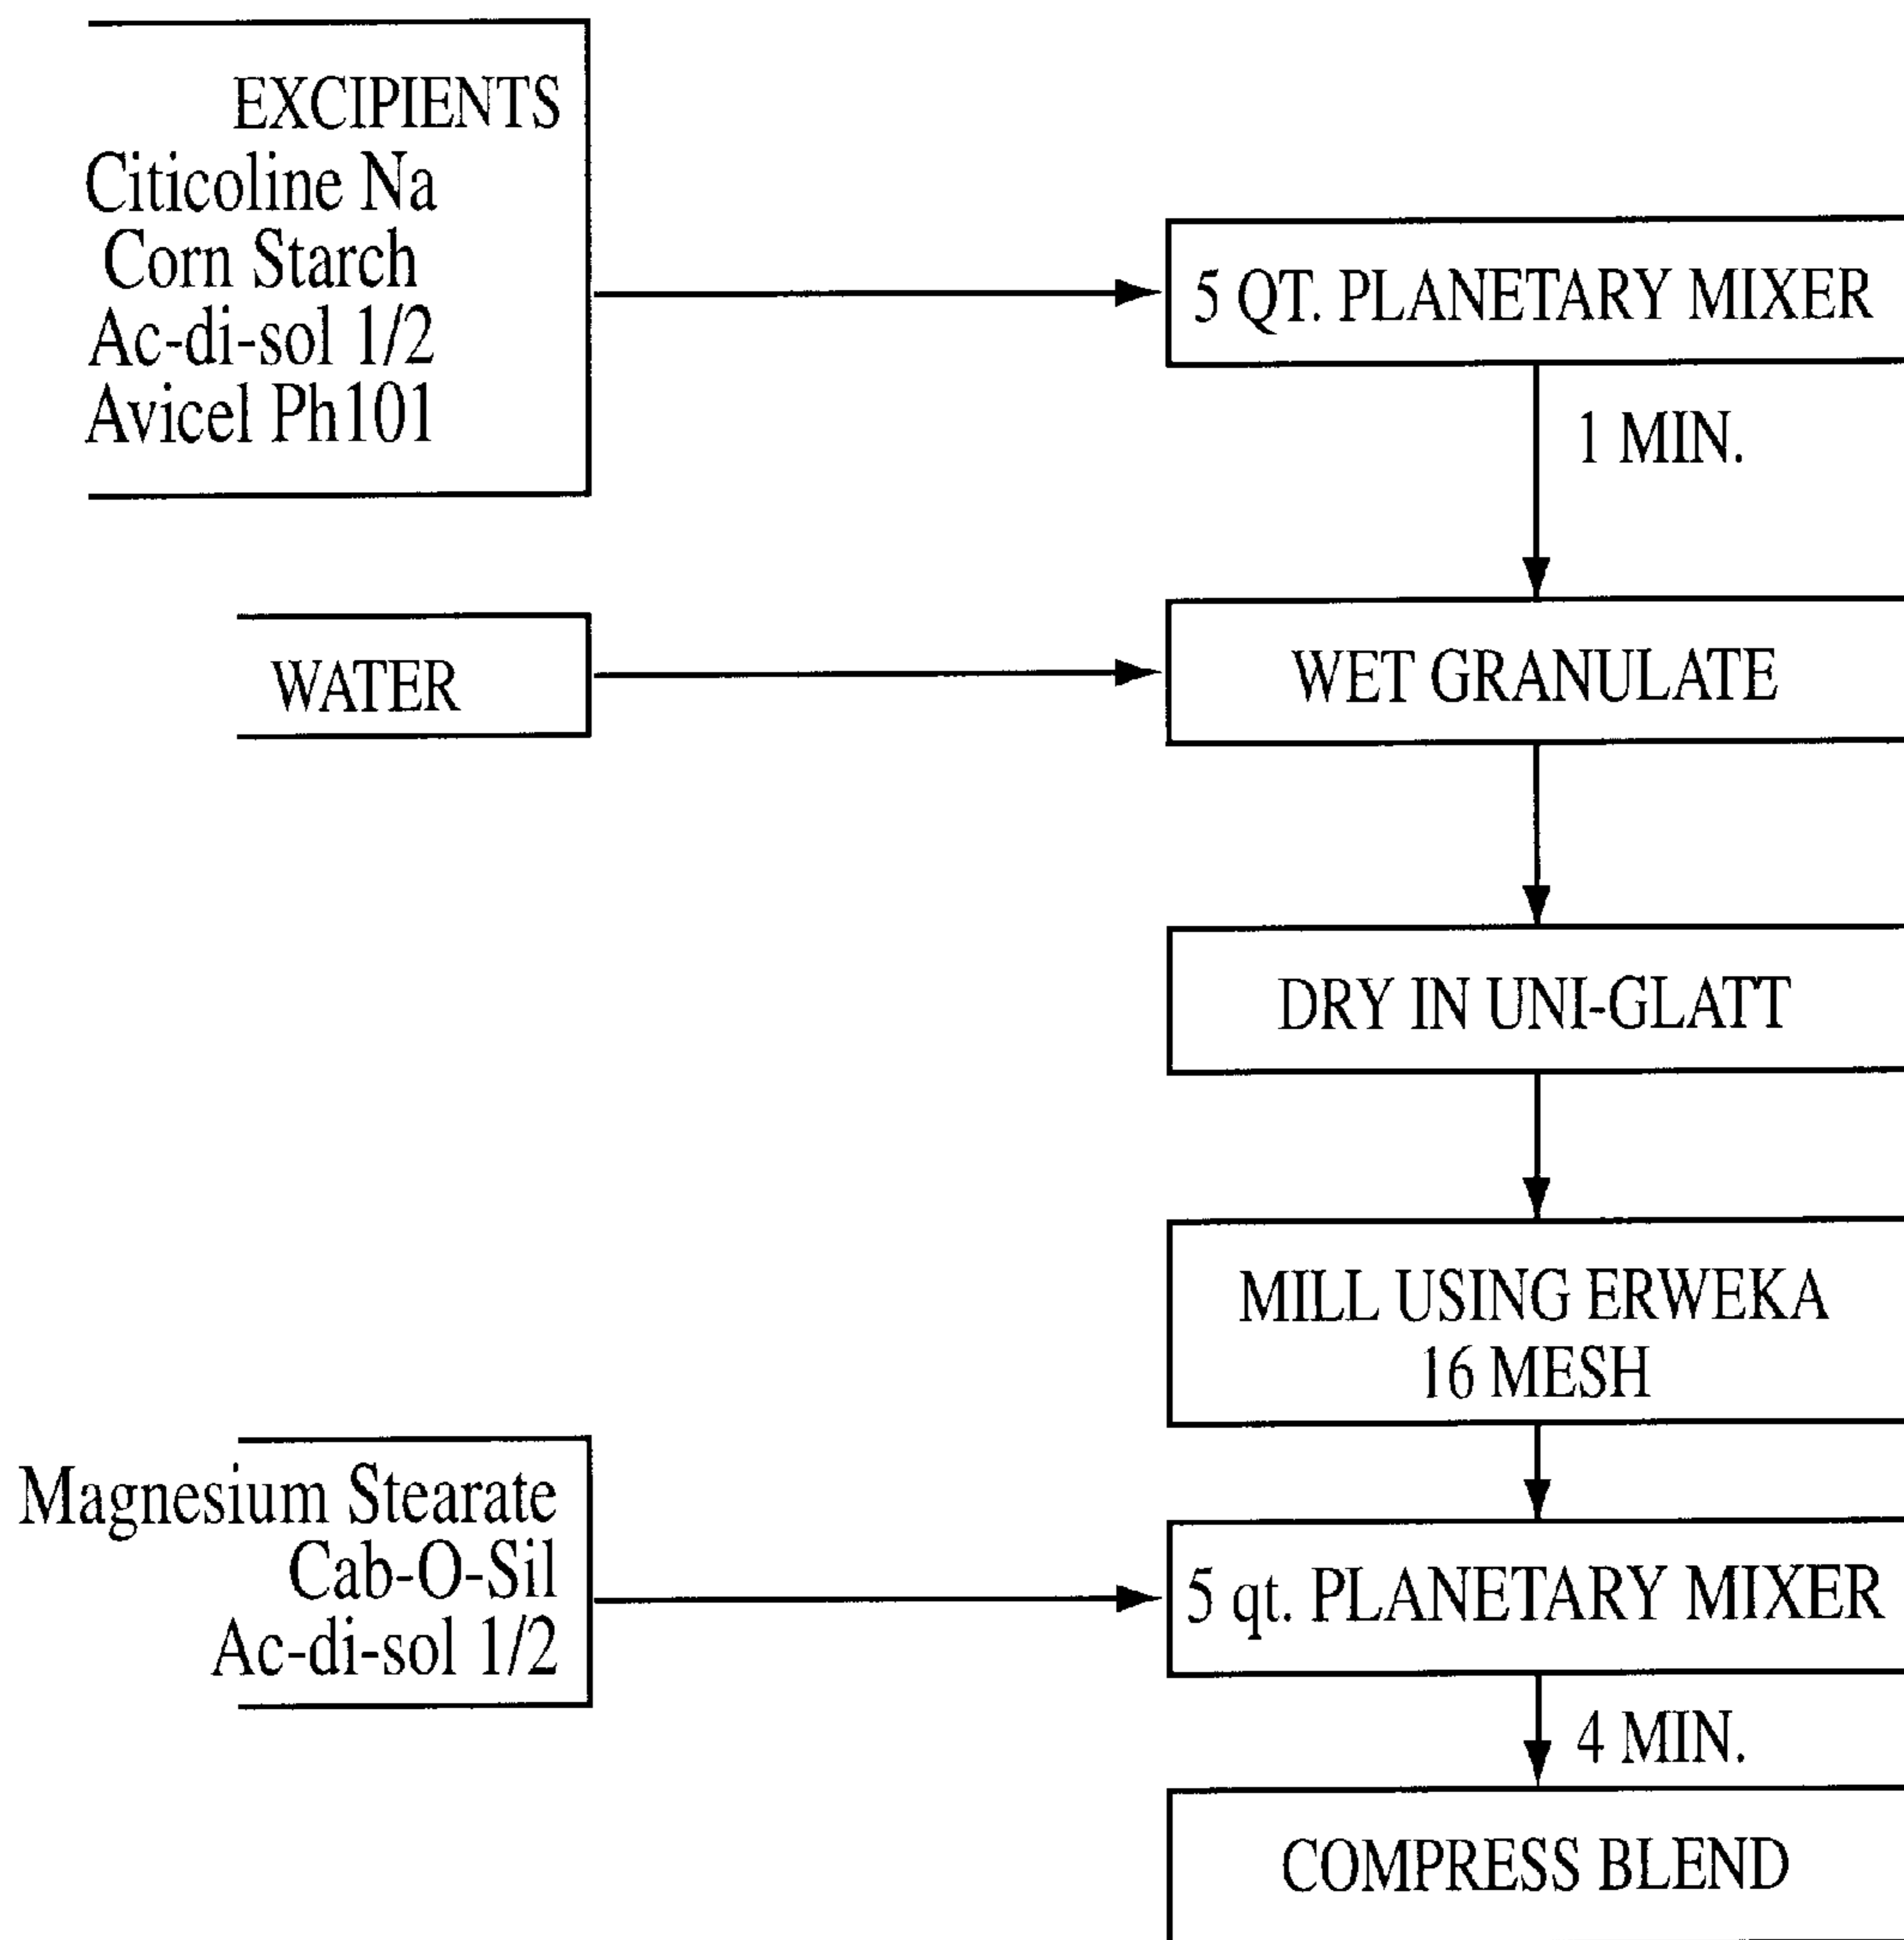 EXCIPIENTS
Citicoline Na
Corn Starch
Ac-di-sol 1/2
Avicel Ph101
5 QT. PLANETARY MIXER
1 MIN.
WATER
WET GRANULATE
DRY IN UNI-GLATT
MILL USING ERWEKA
16 MESH
Magnesium Stearate
Cab-O-Sil
Ac-di-sol 1/2
5 qt. PLANETARY MIXER
4 MIN.
COMPRESS BLEND